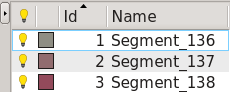 Id Name
1 Segment_136
2 Segment_137
3 Segment_138